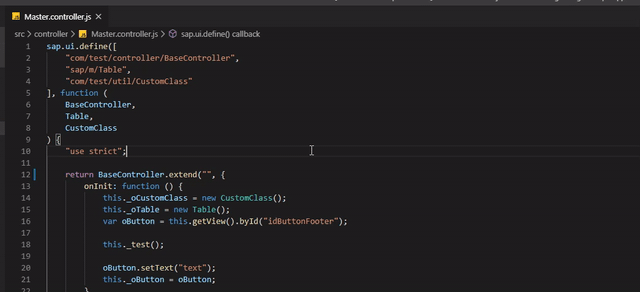 Master.controller.js
src > controller > Master.controller.js > sap.ui.define() callback
1 sap.ui.define([
2 "com/test/controller/BaseController",
3 "sap/m/Table",
4 "com/test/util/CustomClass"
5 ], function (
6 BaseController,
7 Table,
8 CustomClass
9 ) {
10 "use strict";
11
12 return BaseController.extend("", {
13 onInit: function () {
14 this._oCustomClass = new CustomClass();
15 this._oTable = new Table();
16 var oButton = this.getView().byId("idButtonFooter");
17
18 this._test();
19
20 oButton.setText("text");
21 this._oButton = oButton;
22 }